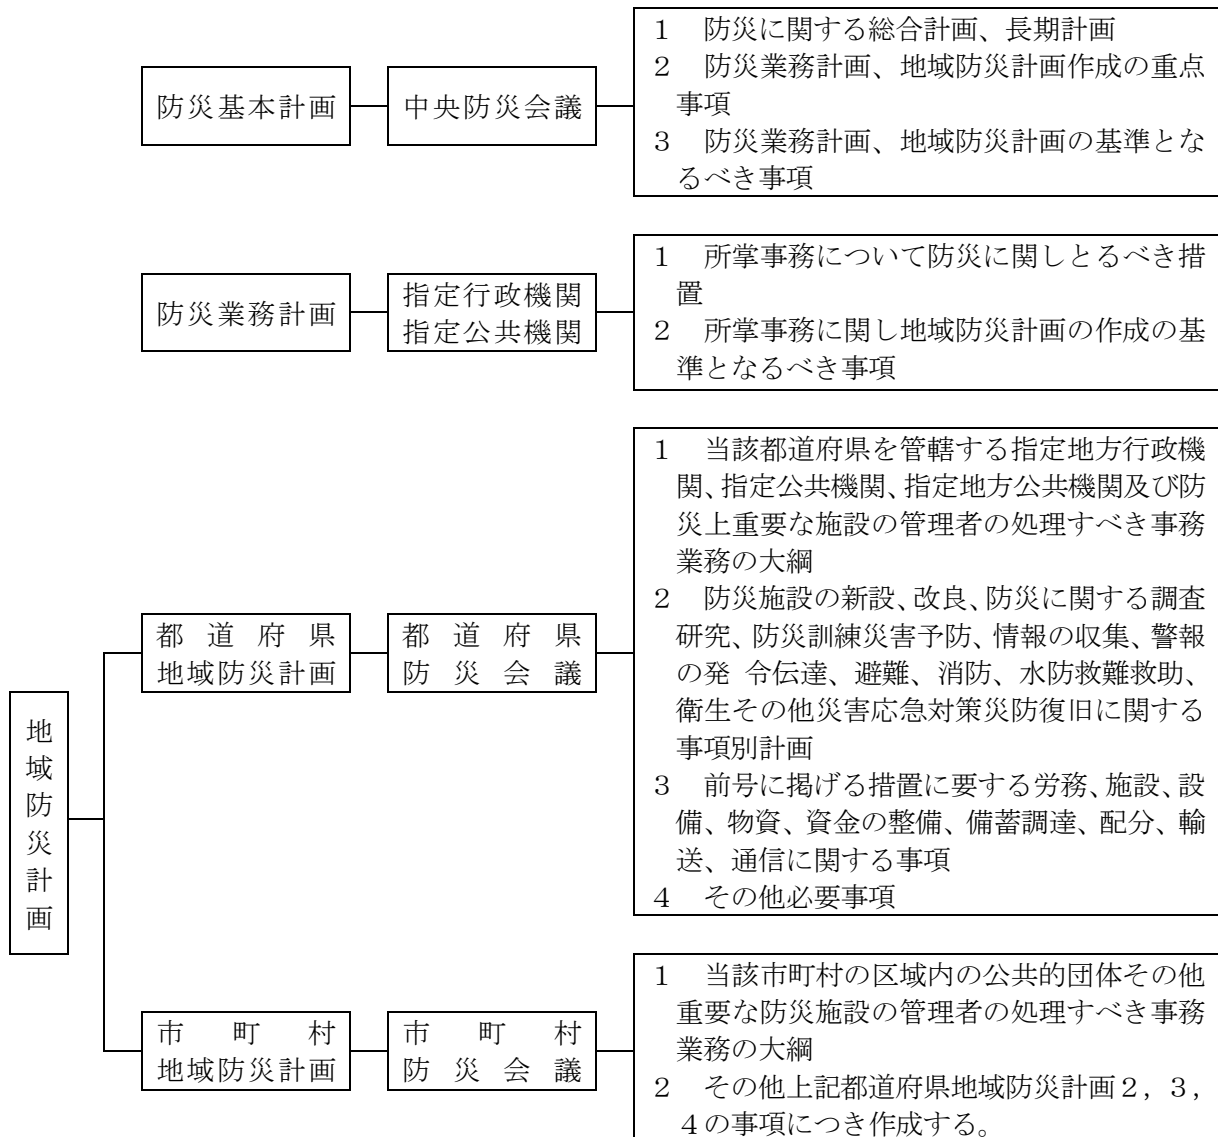 防災基本計画
中央防災会議
1　防災に関する総合計画、長期計画
2　防災業務計画、地域防災計画作成の重点
事項
3　防災業務計画、地域防災計画の基準とな
るべき事項
防災業務計画
指定行政機関
指定公共機関
1　所掌事務について防災に関しとるべき措
置
2　所掌事務に関し地域防災計画の作成の基
準となるべき事項
地域防災計画
都道府県
地域防災計画
都道府県
防災会議
1　当該都道府県を管轄する指定地方行政機
関、指定公共機関、指定地方公共機関及び防
災上重要な施設の管理者の処理すべき事務
業務の大綱
2　防災施設の新設、改良、防災に関する調査
研究、防災訓練災害予防、情報の収集、警報
の発 令伝達、避難、消防、水防救難救助、
衛生その他災害応急対策災防復旧に関する
事項別計画
3　前号に掲げる措置に要する労務、施設、設
備、物資、資金の整備、備蓄調達、配分、輸
送、通信に関する事項
4　その他必要事項
市町村
地域防災計画
市町村
防災会議
1　当該市町村の区域内の公共的団体その他
重要な防災施設の管理者の処理すべき事務
業務の大綱
2　その他上記都道府県地域防災計画2，3，
4の事項につき作成する。